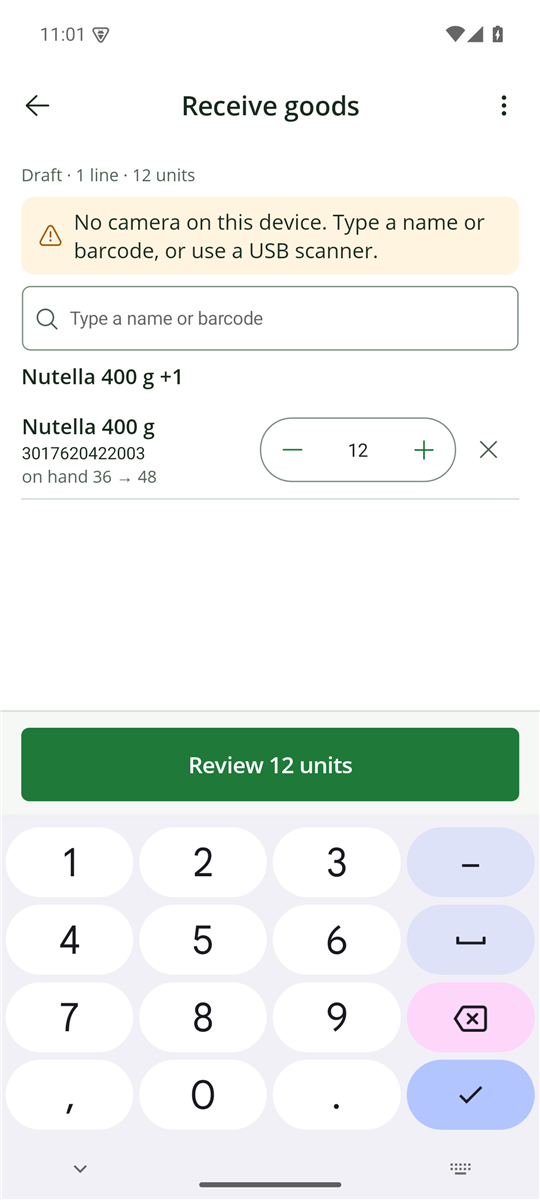 11:01
Receive goods
Draft · 1 line · 12 units
No camera on this device. Type a name or
barcode, or use a USB scanner.
Type a name or barcode
Nutella 400 g +1
Nutella 400 g
3017620422003
on hand 36 → 48
− 12 +
Review 12 units
1 2 3 –
4 5 6
7 8 9
, 0 .